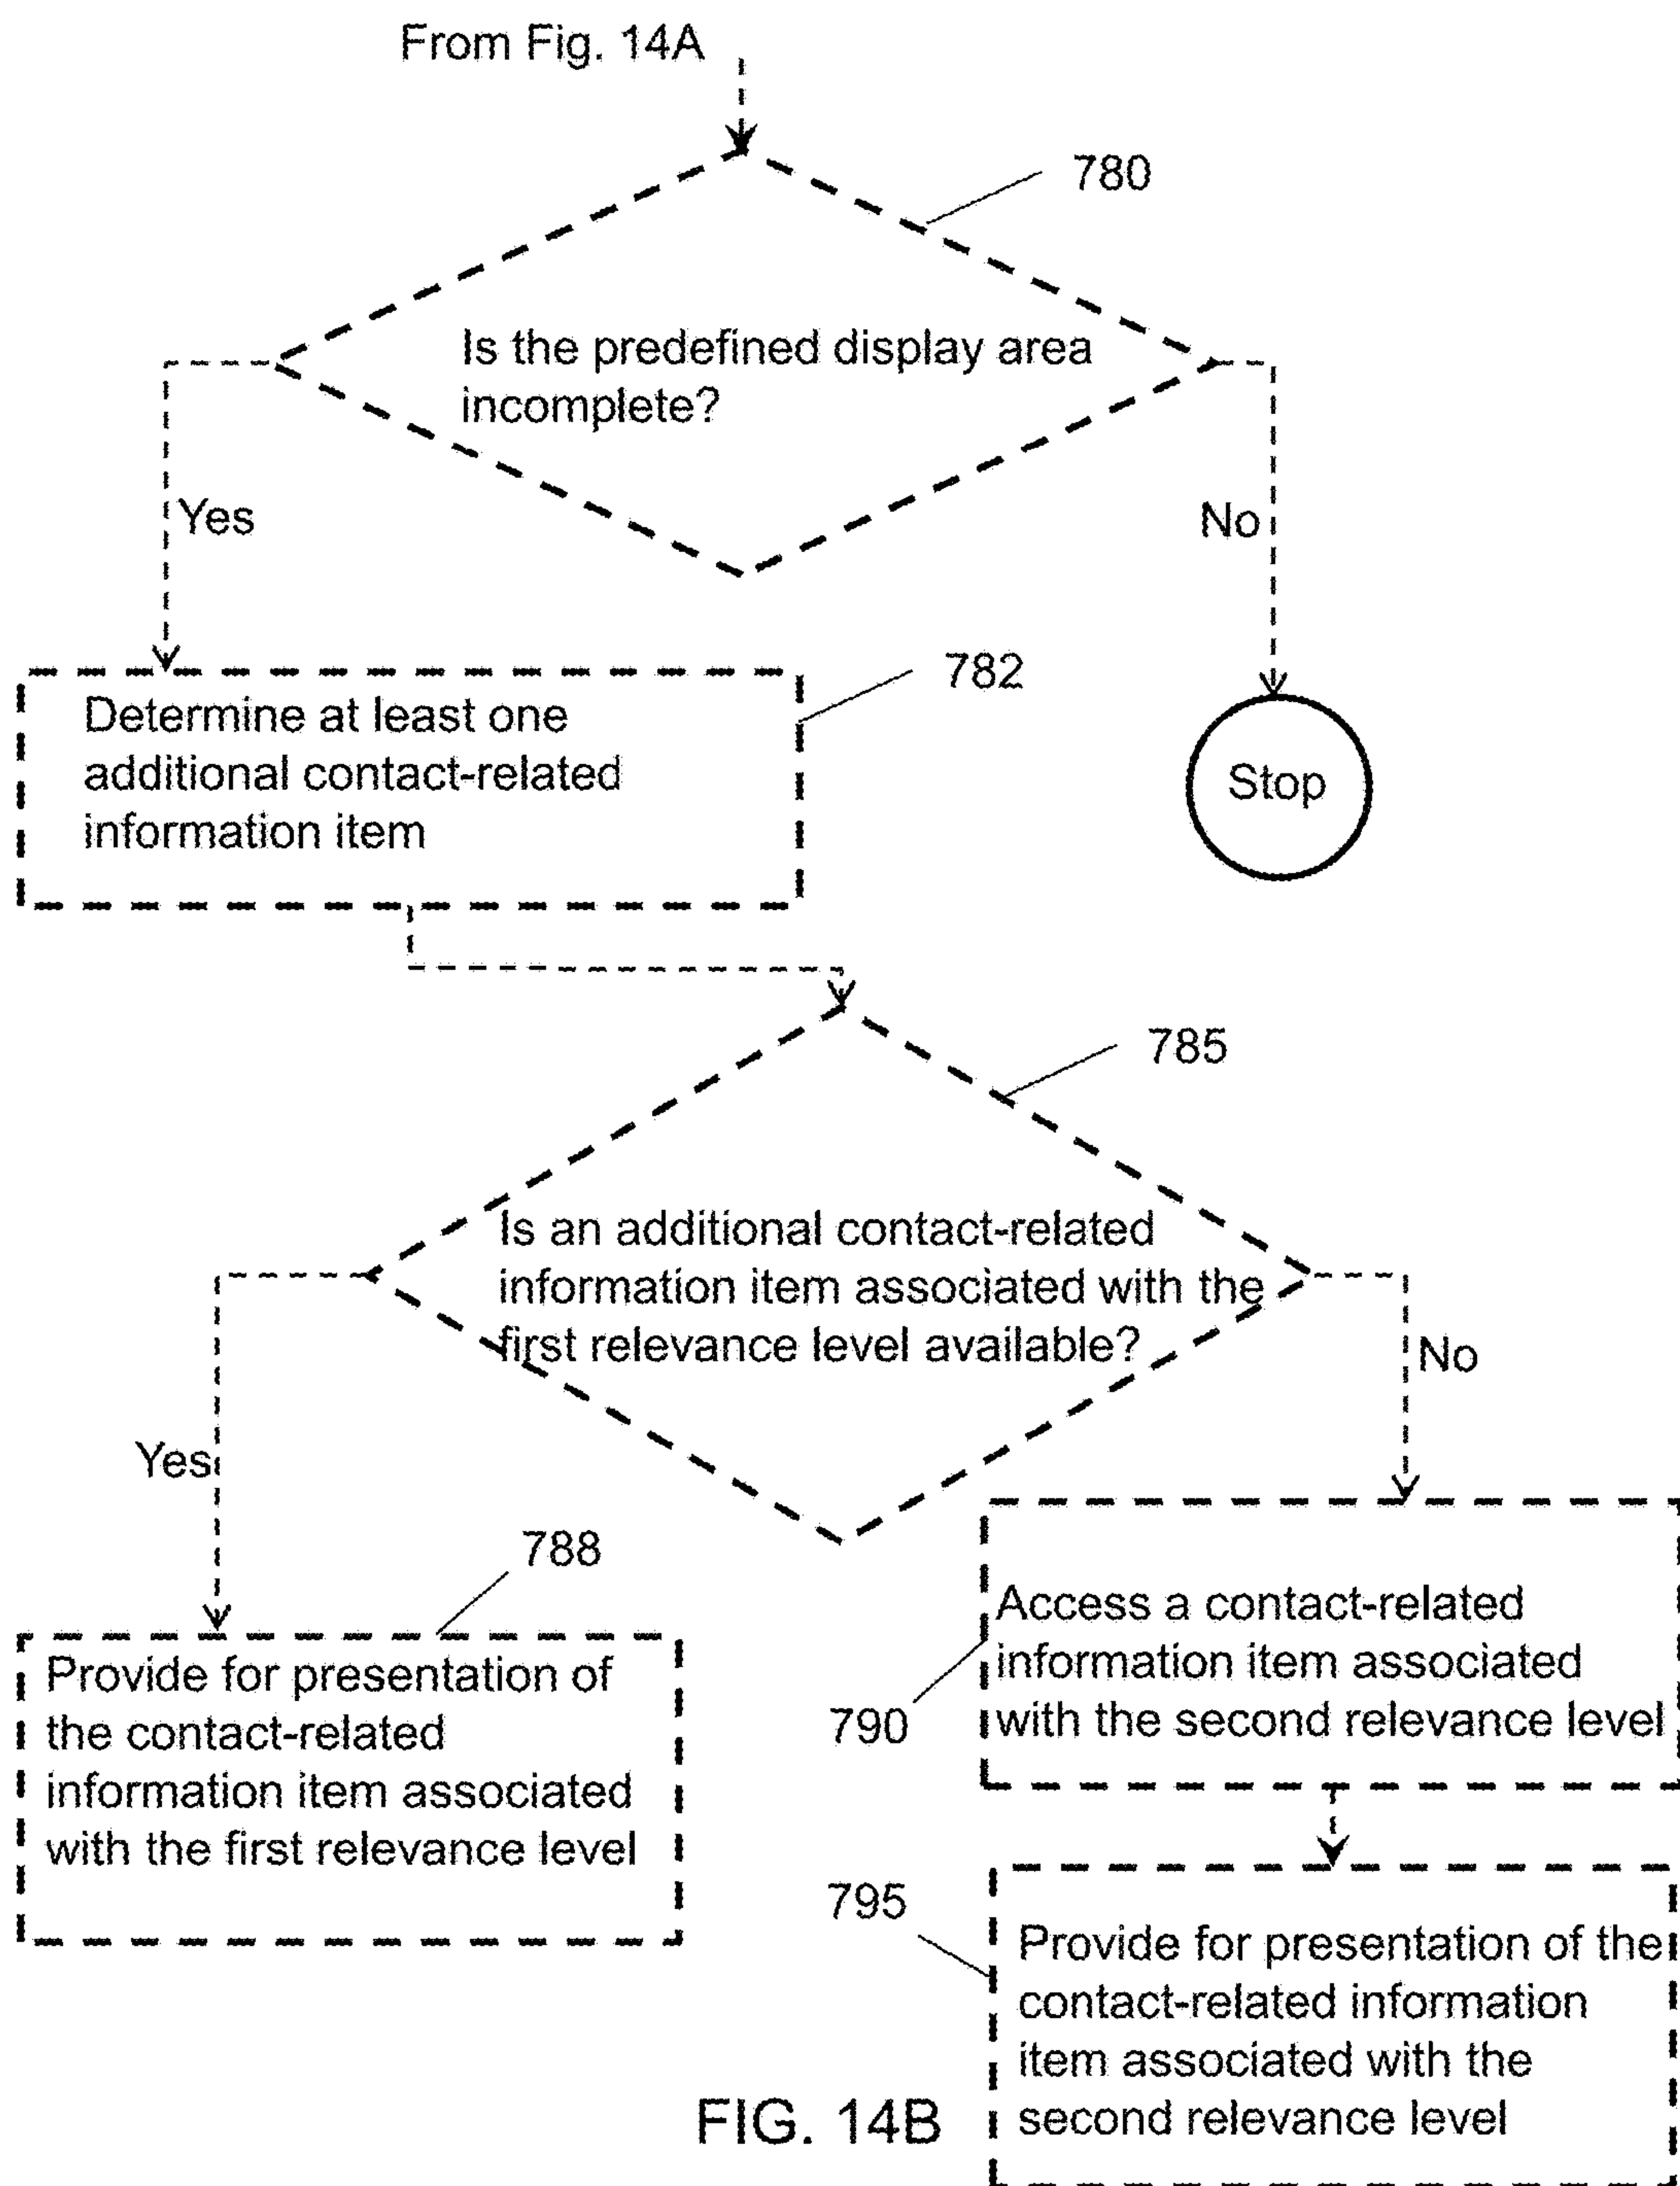 From Fig. 14A
780
Is the predefined display area
incomplete?
Yes
No
782
Determine at least one
additional contact-related
information item
Stop
785
Is an additional contact-related
information item associated with the
first relevance level available?
Yes
No
788
Provide for presentation of
the contact-related
information item associated
with the first relevance level
790
Access a contact-related
information item associated
with the second relevance level
795
Provide for presentation of the
contact-related information
item associated with the
second relevance level
FIG. 14B